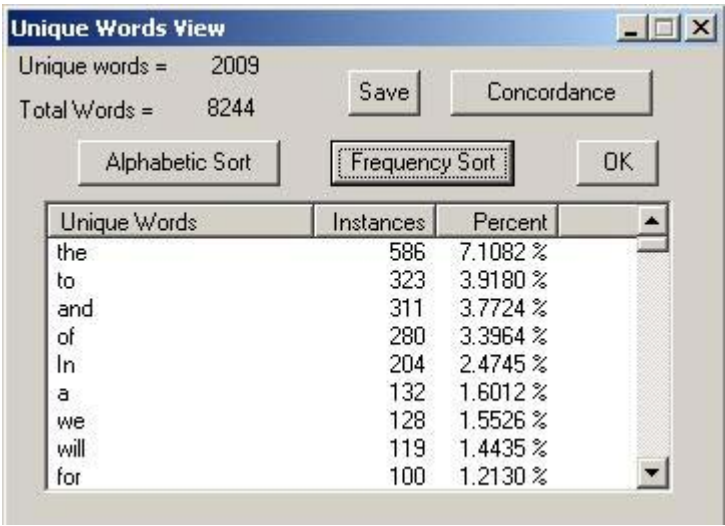 Unique Words View
Unique words = 2009
Total Words = 8244
Save
Concordance
Alphabetic Sort
Frequency Sort
OK
Unique Words Instances Percent
the 586 7.1082 %
to 323 3.9180 %
and 311 3.7724 %
of 280 3.3964 %
In 204 2.4745 %
a 132 1.6012 %
we 128 1.5526 %
will 119 1.4435 %
for 100 1.2130 %